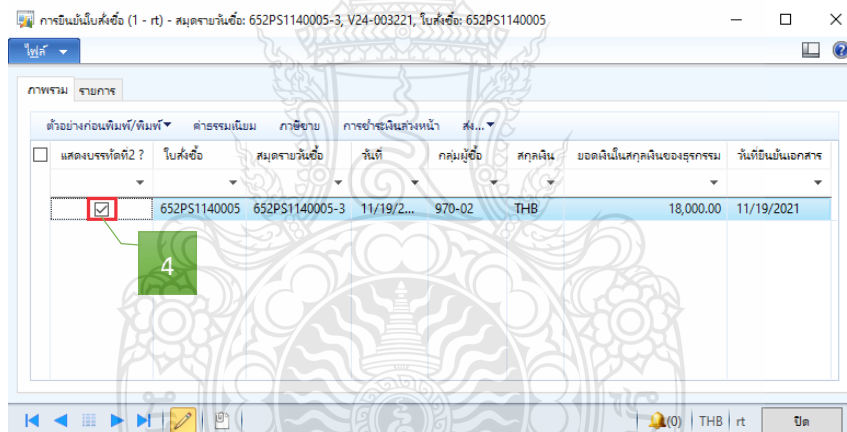 การยืนยันใบสั่งซื้อ (1 - rt) - สมุดรายวันซื้อ: 652PS1140005-3, V24-003221, ใบสั่งซื้อ: 652PS1140005
ไฟล์
ภาพรวม รายการ
ตัวอย่างก่อนพิมพ์/พิมพ์ ค่าธรรมเนียม ภาษีขาย การชำระเงินล่วงหน้า ส่ง...
แสดงบรรทัดที่2 ? ใบสั่งซื้อ สมุดรายวันซื้อ วันที่ กลุ่มผู้ซื้อ สกุลเงิน ยอดเงินในสกุลเงินของธุรกรรม วันที่ยืนยันเอกสาร
652PS1140005 652PS1140005-3 11/19/2... 970-02 THB 18,000.00 11/19/2021
4
(0) THB rt ปิด